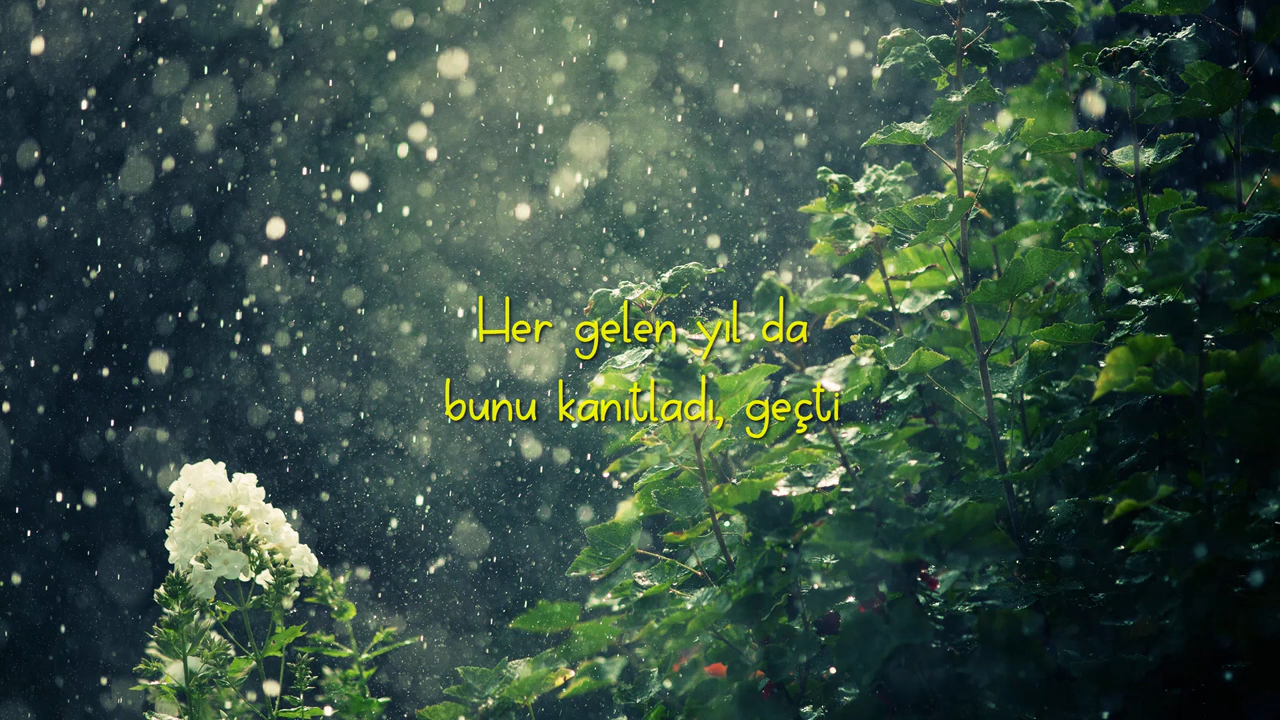 Her gelen yıl da
bunu kanıtladı, geçti